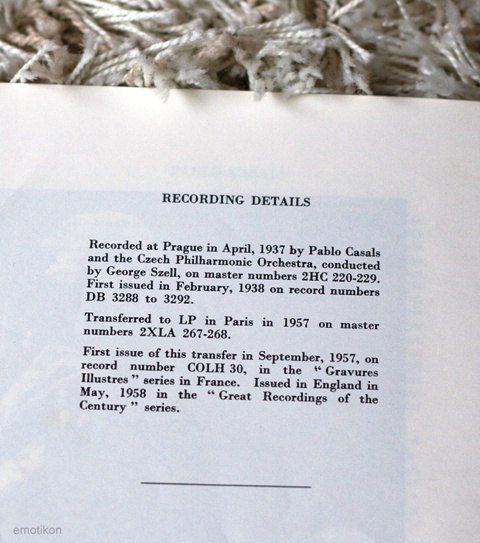 RECORDING DETAILS
Recorded at Prague in April, 1937 by Pablo Casals
and the Czech Philharmonic Orchestra, conducted
by George Szell, on master numbers 2HC 220-229.
First issued in February, 1938 on record numbers
DB 3288 to 3292.
Transferred to LP in Paris in 1957 on master
numbers 2XLA 267-268.
First issue of this transfer in September, 1957, on
record number COLH 30, in the “ Gravures
Illustres ” series in France. Issued in England in
May, 1958 in the “ Great Recordings of the
Century ” series.
emotikon